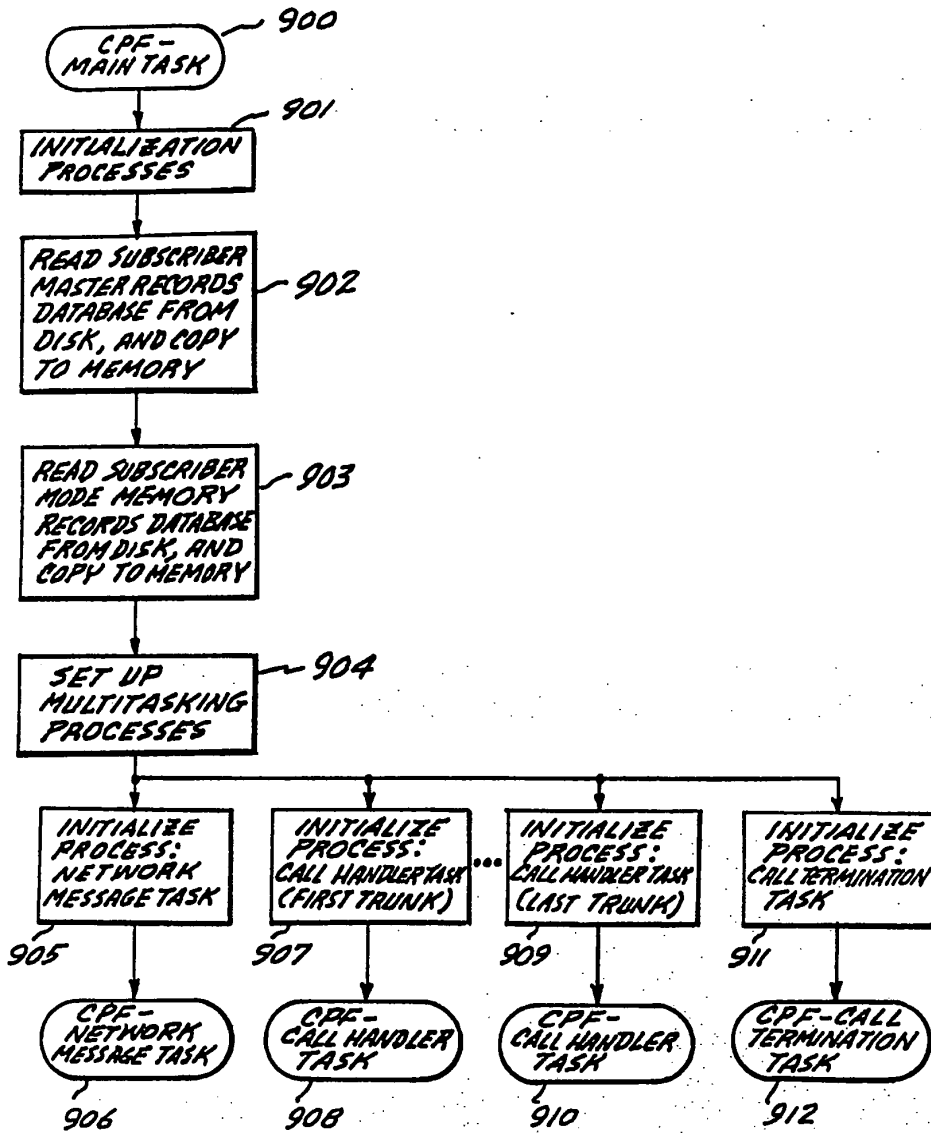 CPF-
MAIN TASK
900
INITIALIZATION
PROCESSES
901
READ SUBSCRIBER
MASTER RECORDS
DATABASE FROM
DISK, AND COPY
TO MEMORY
902
READ SUBSCRIBER
MODE MEMORY
RECORDS DATABASE
FROM DISK, AND
COPY TO MEMORY
903
SET UP
MULTITASKING
PROCESSES
904
INITIALIZE
PROCESS:
NETWORK
MESSAGE TASK
905
INITIALIZE
PROCESS:
CALL HANDLER TASK
(FIRST TRUNK)
907
...
INITIALIZE
PROCESS:
CALL HANDLER TASK
(LAST TRUNK)
909
INITIALIZE
PROCESS:
CALL TERMINATION
TASK
911
CPF-
NETWORK
MESSAGE TASK
906
CPF-
CALL HANDLER
TASK
908
CPF-
CALL HANDLER
TASK
910
CPF-CALL
TERMINATION
TASK
912